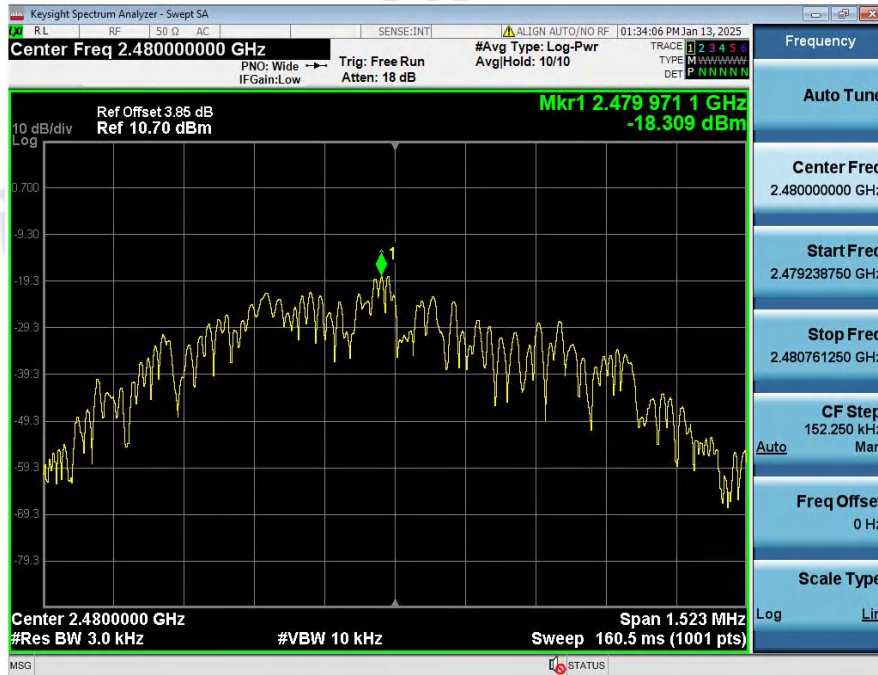 Keysight Spectrum Analyzer - Swept SA
RL RF 50 Ω AC SENSE:INT ALIGN AUTO/NO RF 01:34:06 PM Jan 13, 2025
Center Freq 2.480000000 GHz
PNO: Wide
IFGain:Low
Trig: Free Run
Atten: 18 dB
#Avg Type: Log-Pwr
Avg|Hold: 10/10
TRACE 1 2 3 4 5 6
TYPE M WWWWW
DET P N N N N N
Mkr1 2.479 971 1 GHz
-18.309 dBm
Ref Offset 3.85 dB
10 dB/div Ref 10.70 dBm
Log
0.700
-9.30
-19.3
-29.3
-39.3
-49.3
-59.3
-69.3
-79.3
1
Center 2.4800000 GHz Span 1.523 MHz
#Res BW 3.0 kHz #VBW 10 kHz Sweep 160.5 ms (1001 pts)
MSG STATUS
Frequency
Auto Tune
Center Freq
2.480000000 GHz
Start Freq
2.479238750 GHz
Stop Freq
2.480761250 GHz
CF Step
152.250 kHz
Auto Man
Freq Offset
0 Hz
Scale Type
Log Lin